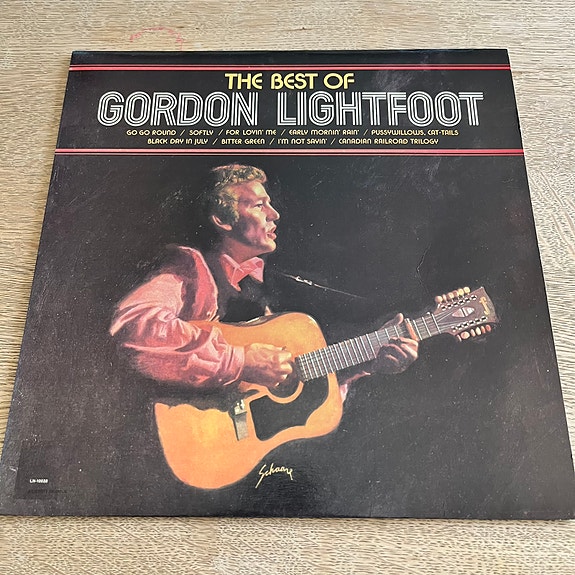 THE BEST OF
GORDON LIGHTFOOT
GO GO ROUND / SOFTLY / FOR LOVIN' ME / EARLY MORNIN' RAIN' / PUSSYWILLOWS, CAT-TAILS
BLACK DAY IN JULY / BITTER GREEN / I'M NOT SAYIN' / CANADIAN RAILROAD TRILOGY
Schaare